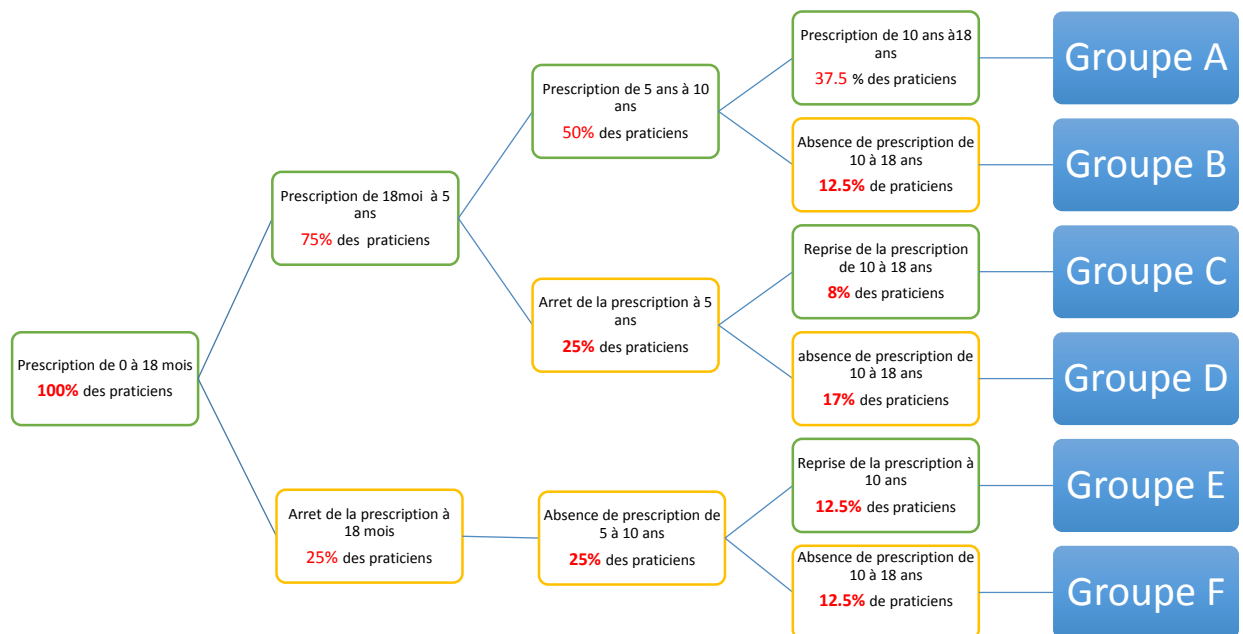 Prescription de 0 à 18 mois
100% des praticiens
Prescription de 18moi à 5
ans
75% des praticiens
Arret de la prescription à
18 mois
25% des praticiens
Prescription de 5 ans à 10
ans
50% des praticiens
Arret de la prescription à 5
ans
25% des praticiens
Absence de prescription de
5 à 10 ans
25% des praticiens
Prescription de 10 ans à18
ans
37.5 % des praticiens
Absence de prescription de
10 à 18 ans
12.5% de praticiens
Reprise de la prescription
de 10 à 18 ans
8% des praticiens
absence de prescription de
10 à 18 ans
17% des praticiens
Reprise de la prescription à
10 ans
12.5% des praticiens
Absence de prescription de
10 à 18 ans
12.5% de praticiens
Groupe A
Groupe B
Groupe C
Groupe D
Groupe E
Groupe F